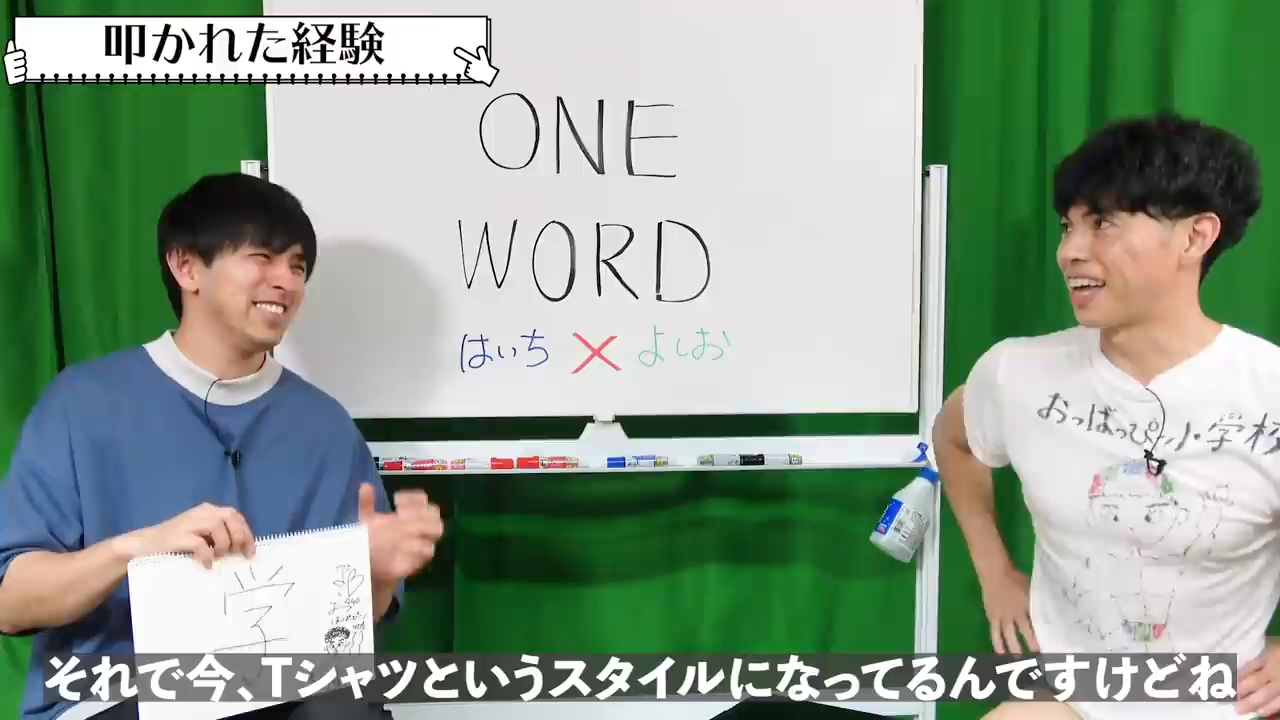 叩かれた経験
ONE
WORD
はいち × よしお
おっぱっぴー小学校
学
それで今、Tシャツというスタイルになってるんですけどね